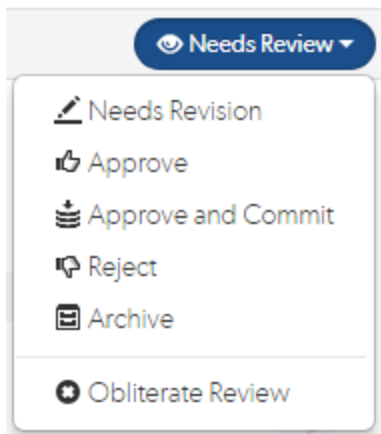 Needs Review
Needs Revision
Approve
Approve and Commit
Reject
Archive
Obliterate Review